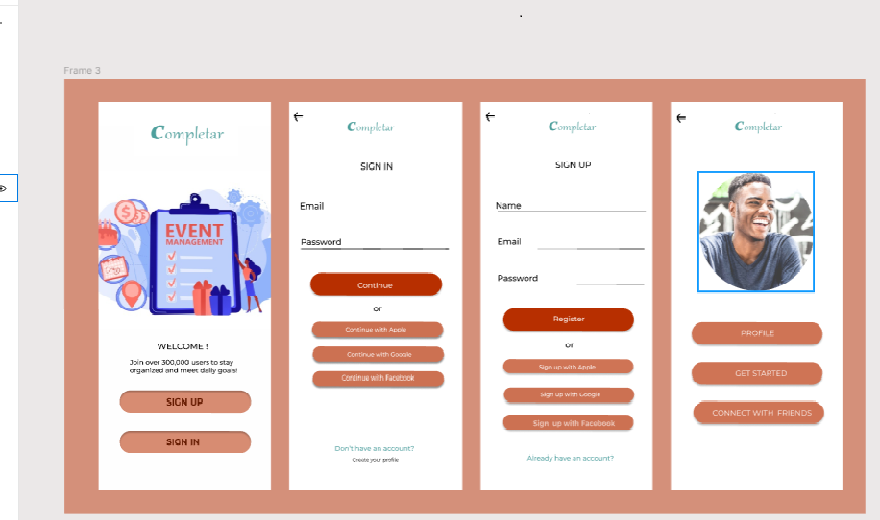 Frame 3
Completar
EVENT
MANAGEMENT
WELCOME !
Join over 300,000 users to stay
organized and meet daily goals!
SIGN UP
SIGN IN
Completar
SIGN IN
Email
Password
Continue
or
Continue with Apple
Continue with Google
Continue with Facebook
Don't have an account?
Create your profile
Completar
SIGN UP
Name
Email
Password
Register
or
Sign up with Apple
Sign up with Google
Sign up with Facebook
Already have an account?
Completar
PROFILE
GET STARTED
CONNECT WITH FRIENDS